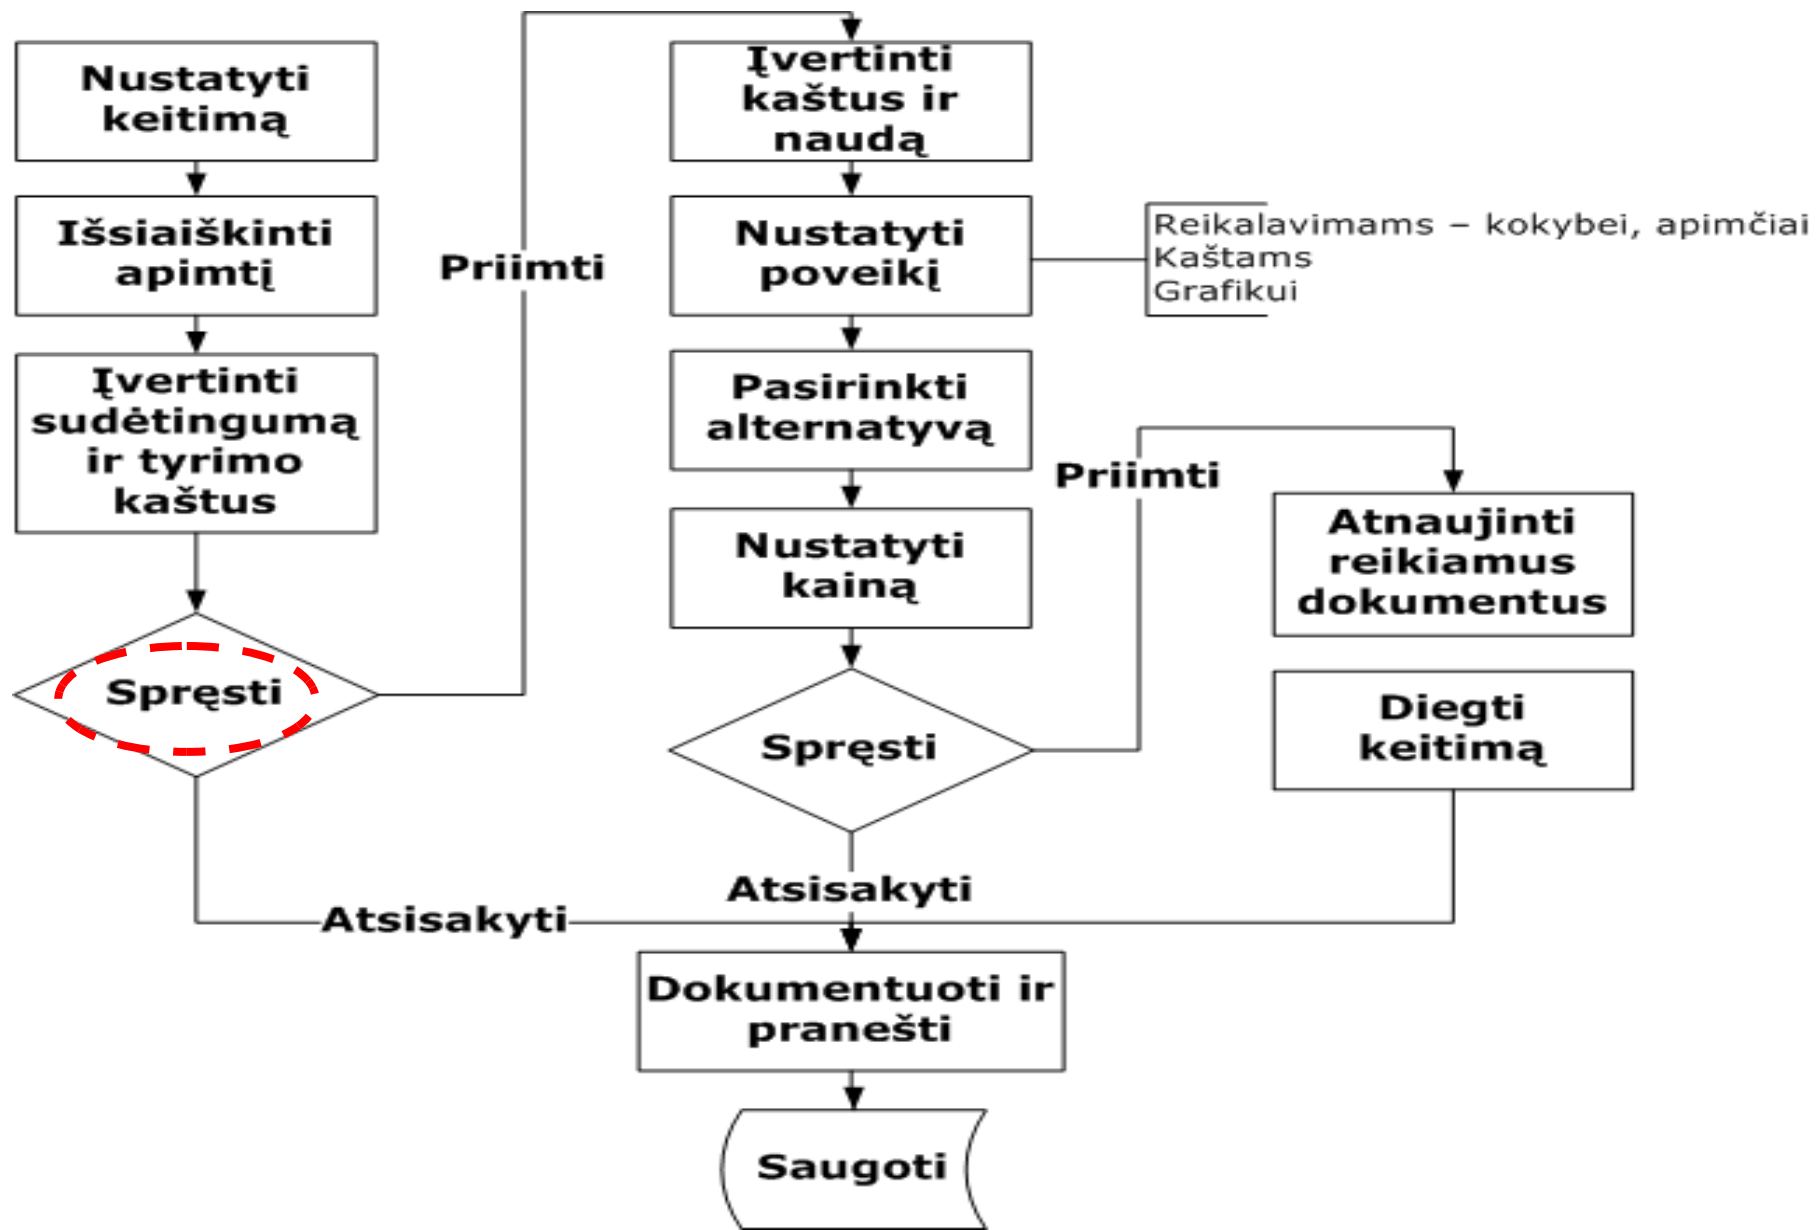 Nustatyti
keitimą
Išsiaiškinti
apimtį
Įvertinti
sudėtingumą
ir tyrimo
kaštus
Spręsti
Priimti
Atsisakyti
Įvertinti
kaštus ir
naudą
Nustatyti
poveikį
Reikalavimams – kokybei, apimčiai
Kaštams
Grafikui
Pasirinkti
alternatyvą
Nustatyti
kainą
Spręsti
Priimti
Atsisakyti
Atnaujinti
reikiamus
dokumentus
Diegti
keitimą
Dokumentuoti ir
pranešti
Saugoti